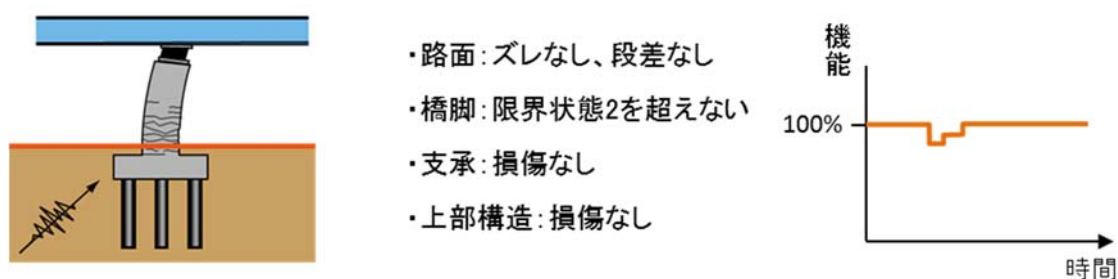 ・路面:ズレなし、段差なし
・橋脚:限界状態2を超えない
・支承:損傷なし
・上部構造:損傷なし
機能
100%
時間